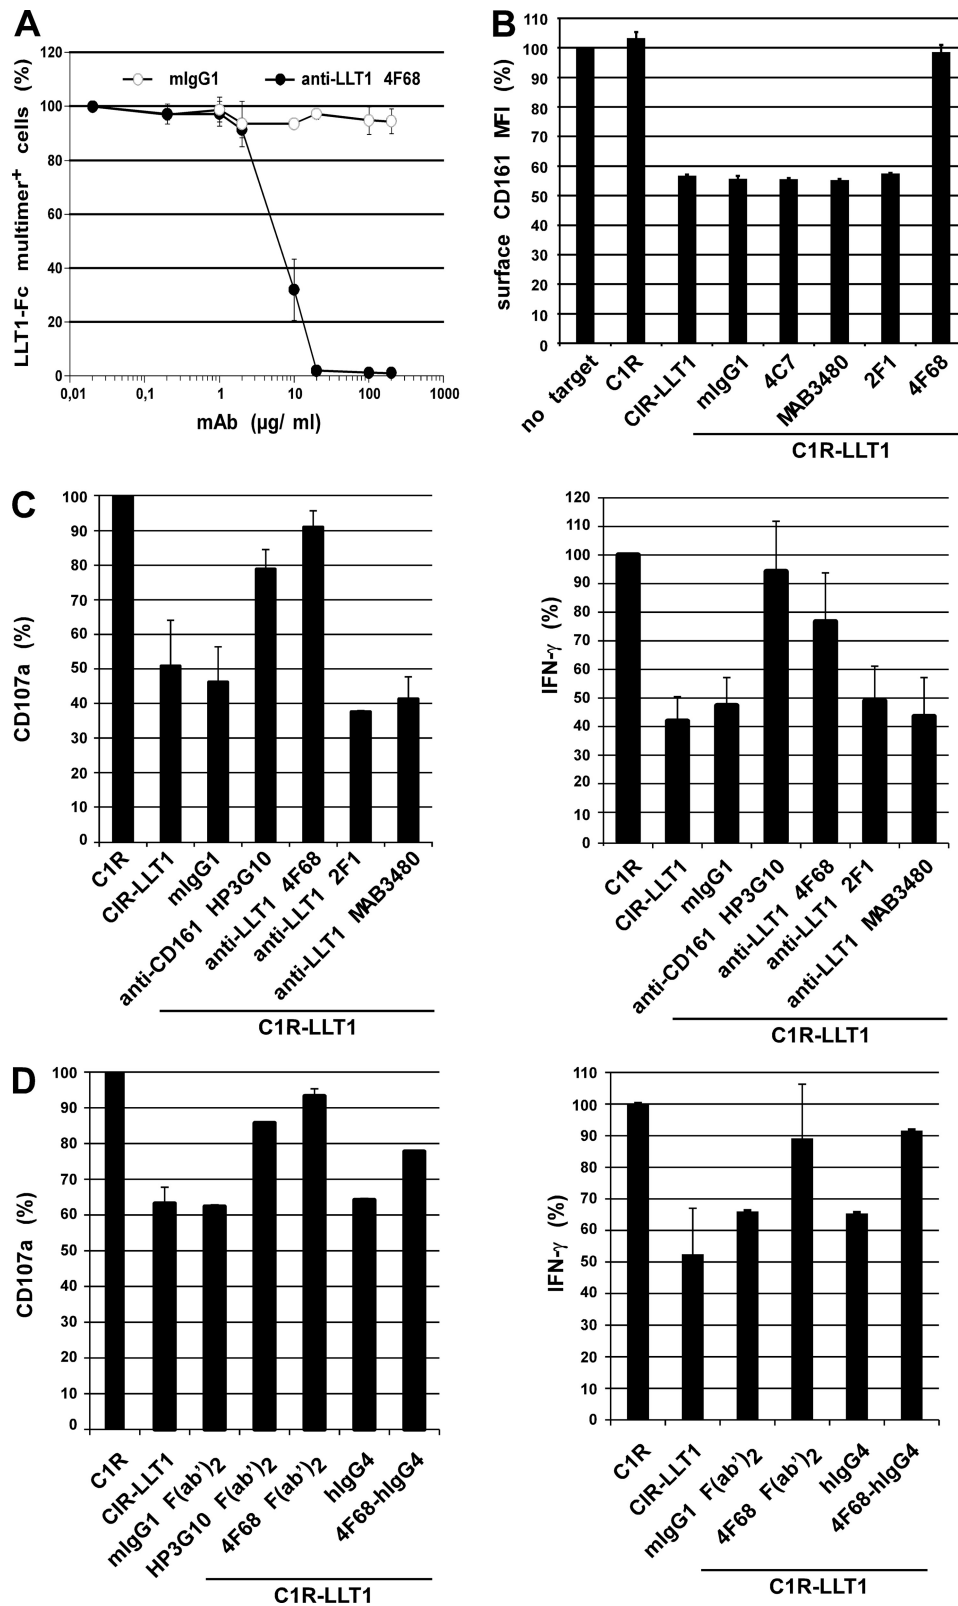 A
LLT1-Fc multimer+ cells (%)
120
100
80
60
40
20
0
mIgG1
anti-LLT1 4F68
0,01
0,1
1
10
100
1000
mAb (µg/ ml)
B
surface CD161 MFI (%)
110
100
90
80
70
60
50
40
30
20
10
0
no target
C1R
CIR-LLT1
mIgG1
4C7
MAB3480
2F1
4F68
C1R-LLT1
C
CD107a (%)
100
90
80
70
60
50
40
30
20
10
0
C1R
CIR-LLT1
mIgG1
anti-CD161 HP3G10
anti-LLT1 4F68
anti-LLT1 2F1
anti-LLT1 MAB3480
C1R-LLT1
IFN-γ (%)
120
110
100
90
80
70
60
50
40
30
20
10
0
C1R
CIR-LLT1
mIgG1
anti-CD161 HP3G10
anti-LLT1 4F68
anti-LLT1 2F1
anti-LLT1 MAB3480
C1R-LLT1
D
CD107a (%)
100
90
80
70
60
50
40
30
20
10
0
C1R
CIR-LLT1
mIgG1 F(ab')2
HP3G10 F(ab')2
4F68 F(ab')2
hIgG4
4F68-hIgG4
C1R-LLT1
IFN-γ (%)
110
100
90
80
70
60
50
40
30
20
10
0
C1R
CIR-LLT1
mIgG1 F(ab')2
4F68 F(ab')2
hIgG4
4F68-hIgG4
C1R-LLT1